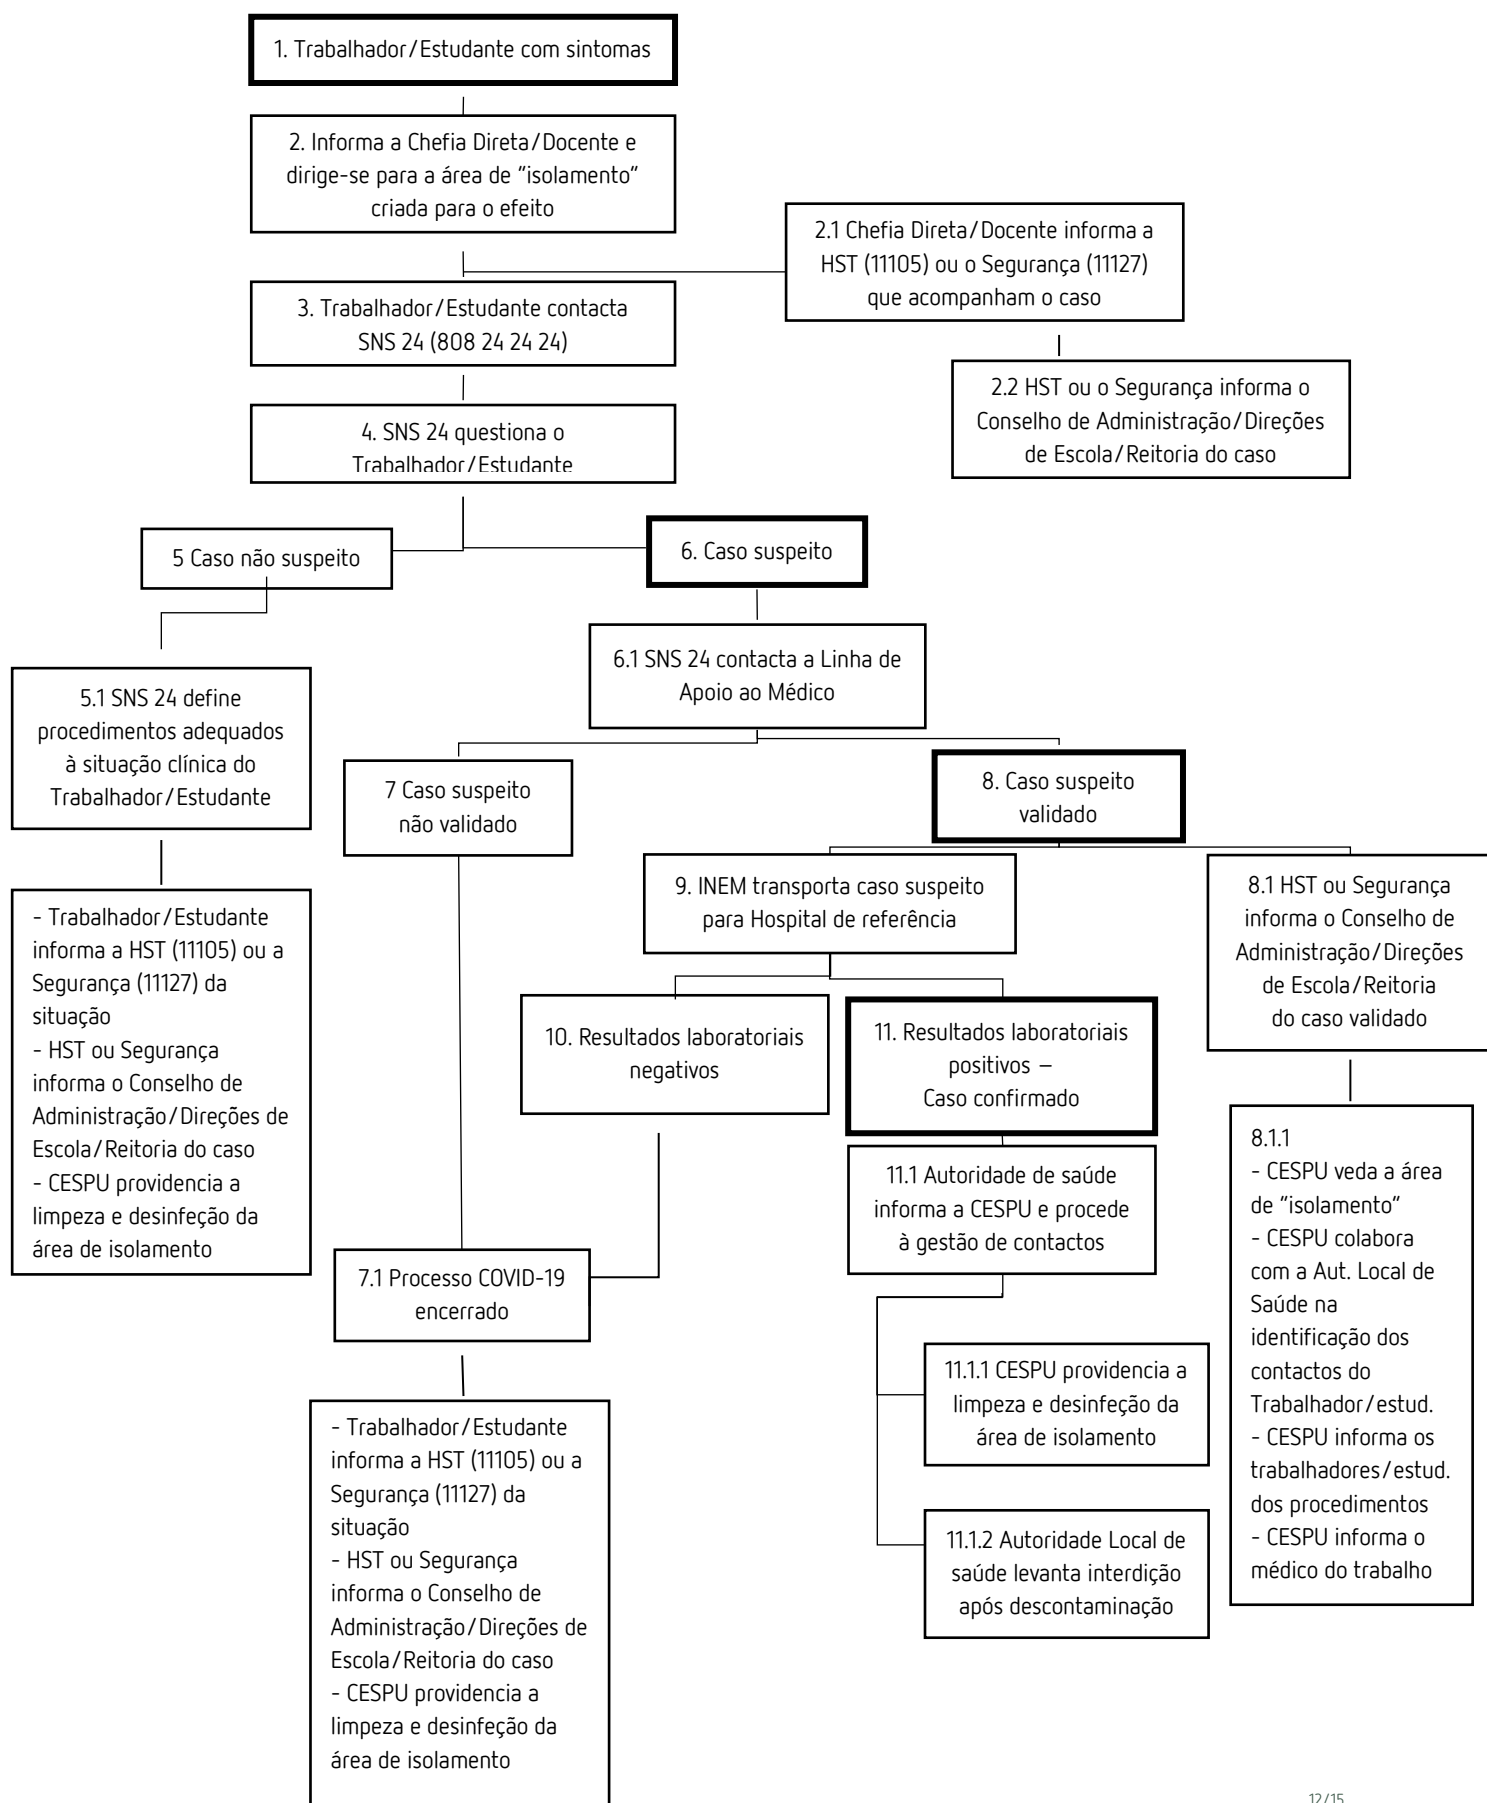 1. Trabalhador/Estudante com sintomas
2. Informa a Chefia Direta/Docente e
dirige-se para a área de "isolamento"
criada para o efeito
2.1 Chefia Direta/Docente informa a
HST (11105) ou o Segurança (11127)
que acompanham o caso
3. Trabalhador/Estudante contacta
SNS 24 (808 24 24 24)
2.2 HST ou o Segurança informa o
Conselho de Administração/Direções
de Escola/Reitoria do caso
4. SNS 24 questiona o
Trabalhador/Estudante
5 Caso não suspeito
6. Caso suspeito
6.1 SNS 24 contacta a Linha de
Apoio ao Médico
5.1 SNS 24 define
procedimentos adequados
à situação clínica do
Trabalhador/Estudante
7 Caso suspeito
não validado
8. Caso suspeito
validado
9. INEM transporta caso suspeito
para Hospital de referência
8.1 HST ou Segurança
informa o Conselho de
Administração/Direções
de Escola/Reitoria
do caso validado
- Trabalhador/Estudante
informa a HST (11105) ou a
Segurança (11127) da
situação
- HST ou Segurança
informa o Conselho de
Administração/Direções de
Escola/Reitoria do caso
- CESPU providencia a
limpeza e desinfeção da
área de isolamento
10. Resultados laboratoriais
negativos
11. Resultados laboratoriais
positivos –
Caso confirmado
8.1.1
- CESPU veda a área
de "isolamento"
- CESPU colabora
com a Aut. Local de
Saúde na
identificação dos
contactos do
Trabalhador/estud.
- CESPU informa os
trabalhadores/estud.
dos procedimentos
- CESPU informa o
médico do trabalho
11.1 Autoridade de saúde
informa a CESPU e procede
à gestão de contactos
7.1 Processo COVID-19
encerrado
11.1.1 CESPU providencia a
limpeza e desinfeção da
área de isolamento
- Trabalhador/Estudante
informa a HST (11105) ou a
Segurança (11127) da
situação
- HST ou Segurança
informa o Conselho de
Administração/Direções de
Escola/Reitoria do caso
- CESPU providencia a
limpeza e desinfeção da
área de isolamento
11.1.2 Autoridade Local de
saúde levanta interdição
após descontaminação
12/15